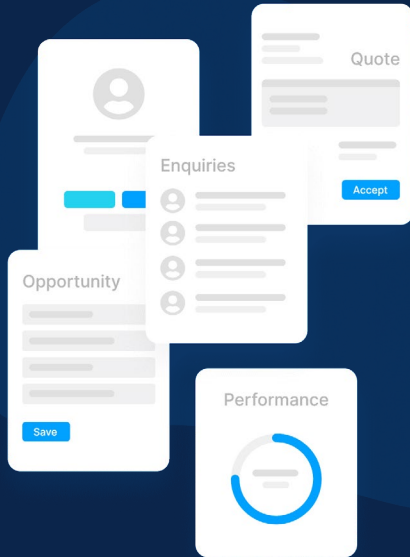 Quote
Accept
Enquiries
Opportunity
Save
Performance